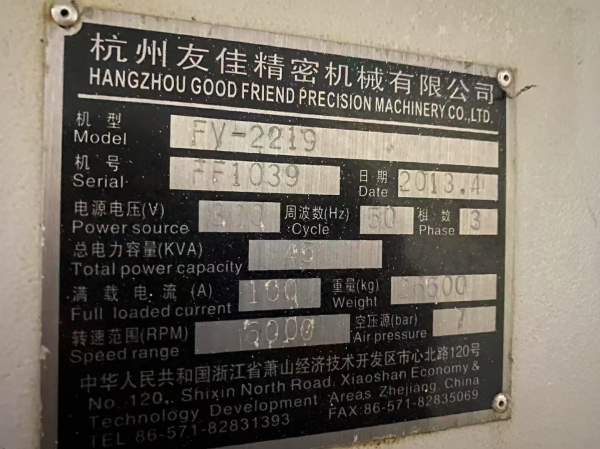 杭州友佳精密机械有限公司
HANGZHOU GOOD FRIEND PRECISION MACHINERY CO.,LTD.
机型 FV-2219
Model
机号 FF1039 日期 2013.4
Serial Date
电源电压(V) 周波数(Hz) 50 相数 3
Power source Cycle Phase
总电力容量(KVA)
Total power capacity
满载电流(A) 100 重量(kg)
Full loaded current Weight
转速范围(RPM) 6000 空压源(bar) 7
Speed range Air pressure
中华人民共和国浙江省萧山经济技术开发区市心北路120号
No.120., Shixin North Road, Xiaoshan Economy &
Technology Development Areas, Zhejiang, China
TEL 86-571-82831393 FAX:86-571-82835069